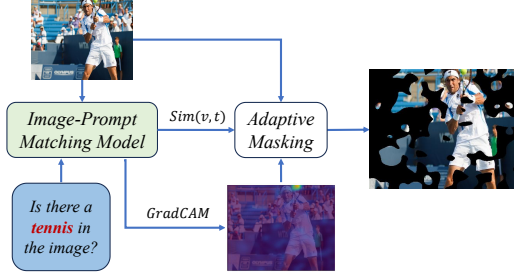 Image-Prompt
Matching Model
Sim(v, t)
Adaptive
Masking
Is there a
tennis in
the image?
GradCAM